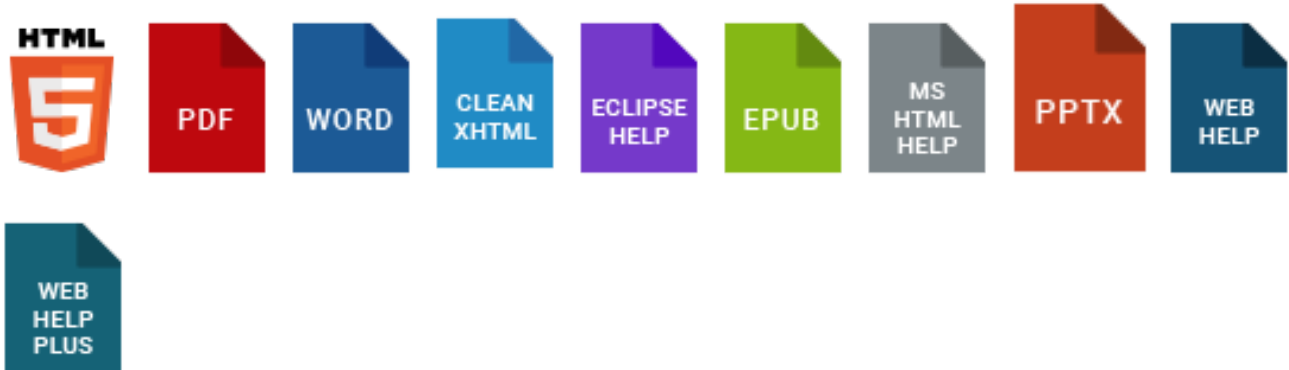 HTML
5
PDF
WORD
CLEAN
XHTML
ECLIPSE
HELP
EPUB
MS
HTML
HELP
PPTX
WEB
HELP
WEB
HELP
PLUS